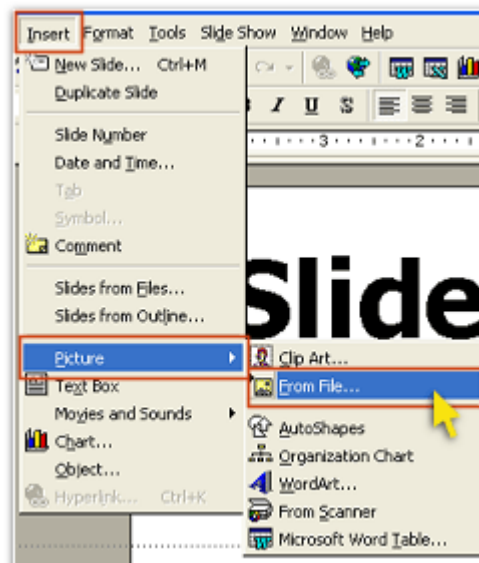 Insert Format Tools Slide Show Window Help
New Slide... Ctrl+M
Duplicate Slide
I U S
Slide Number
3 2
Date and Time...
Tab
Symbol...
Comment
Slides from Files...
Slides from Outline...
Slide
Picture
Clip Art...
Text Box
From File...
Movies and Sounds
AutoShapes
Chart...
Organization Chart
Object...
WordArt...
Hyperlink... Ctrl+K
From Scanner
Microsoft Word Table...